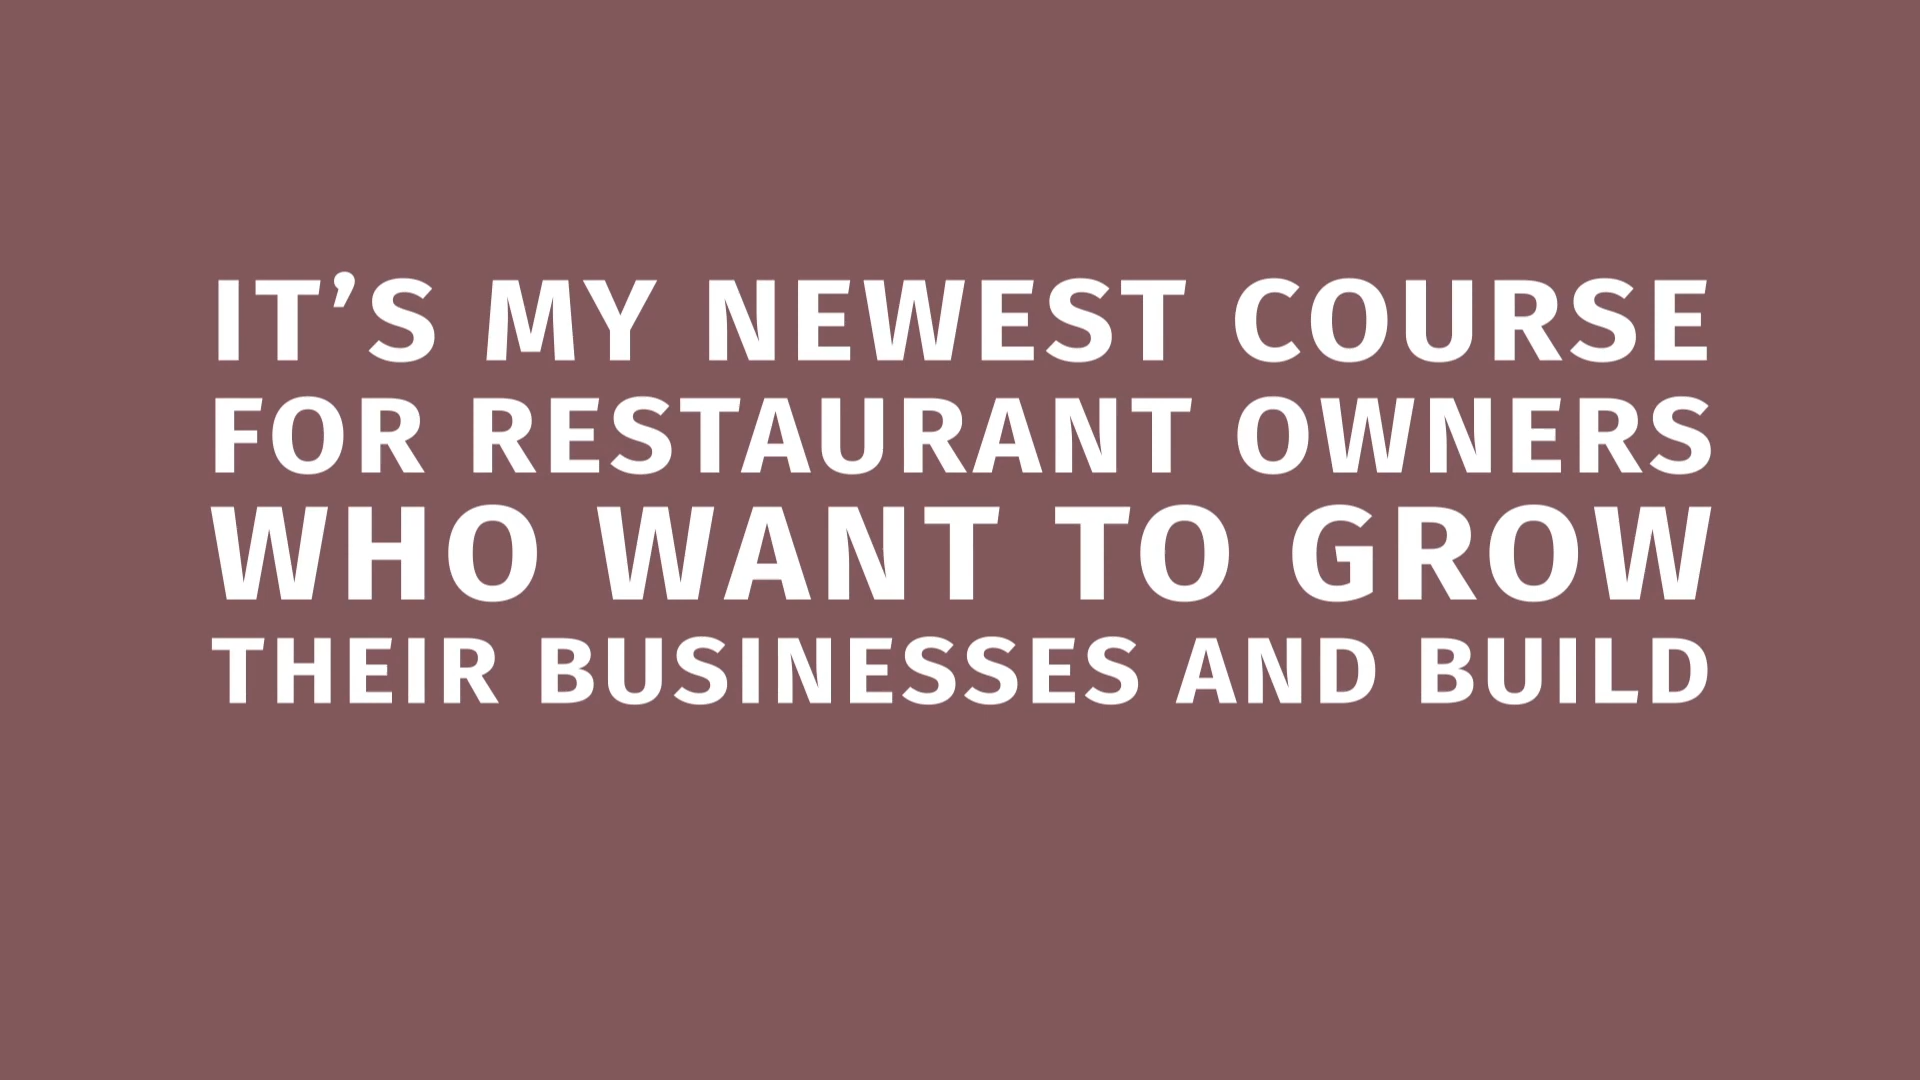 IT’S MY NEWEST COURSE
FOR RESTAURANT OWNERS
WHO WANT TO GROW
THEIR BUSINESSES AND BUILD